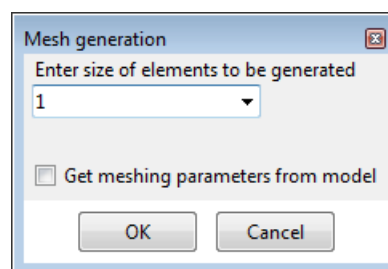 Mesh generation
Enter size of elements to be generated
1
Get meshing parameters from model
OK Cancel